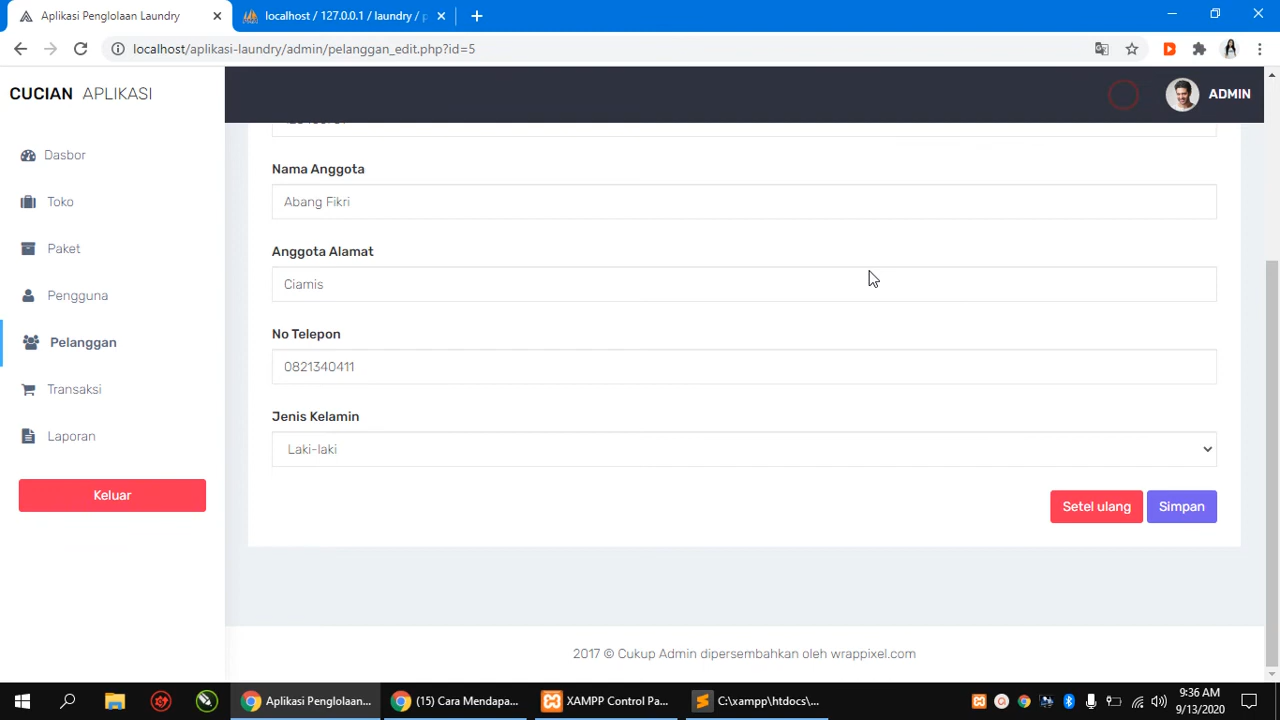 Aplikasi Penglolaan Laundry
localhost / 127.0.0.1 / laundry / p
localhost/aplikasi-laundry/admin/pelanggan_edit.php?id=5
CUCIAN APLIKASI
ADMIN
Dasbor
Toko
Paket
Pengguna
Pelanggan
Transaksi
Laporan
Keluar
Nama Anggota
Abang Fikri
Anggota Alamat
Ciamis
No Telepon
0821340411
Jenis Kelamin
Laki-laki
Setel ulang
Simpan
2017 © Cukup Admin dipersembahkan oleh wrappixel.com
Aplikasi Penglolaan...
(15) Cara Mendapa...
XAMPP Control Pa...
C:\xampp\htdocs\...
9:36 AM
9/13/2020